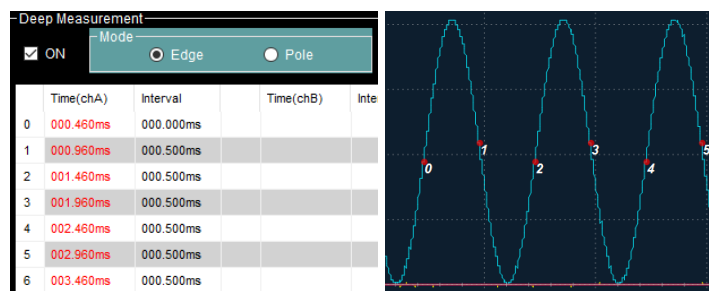 Deep Measurement
Mode
ON
Edge
Pole
Time(chA) Interval Time(chB) Inte
0 000.460ms 000.000ms
1 000.960ms 000.500ms
2 001.460ms 000.500ms
3 001.960ms 000.500ms
4 002.460ms 000.500ms
5 002.960ms 000.500ms
6 003.460ms 000.500ms
1 3 5
0 2 4